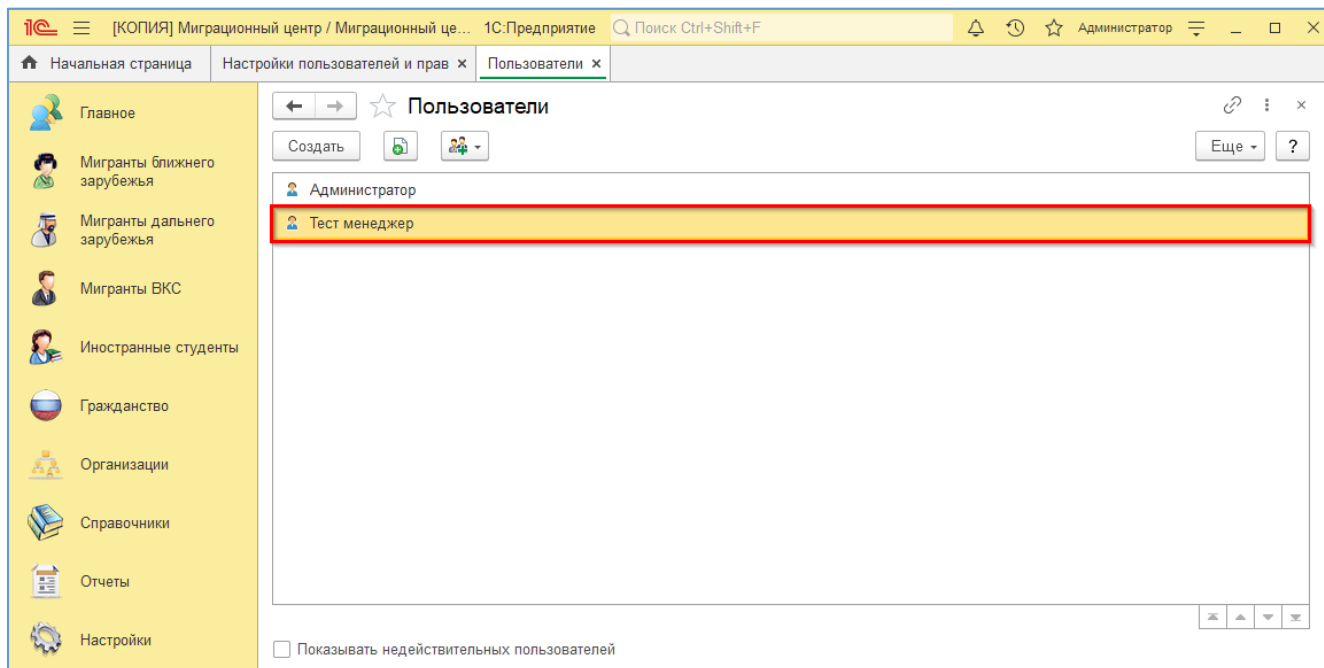 1С [КОПИЯ] Миграционный центр / Миграционный це... 1С:Предприятие Поиск Ctrl+Shift+F Администратор
Начальная страница Настройки пользователей и прав × Пользователи ×
Главное
Мигранты ближнего
зарубежья
Мигранты дальнего
зарубежья
Мигранты ВКС
Иностранные студенты
Гражданство
Организации
Справочники
Отчеты
Настройки
Пользователи
Создать Еще ?
Администратор
Тест менеджер
Показывать недействительных пользователей